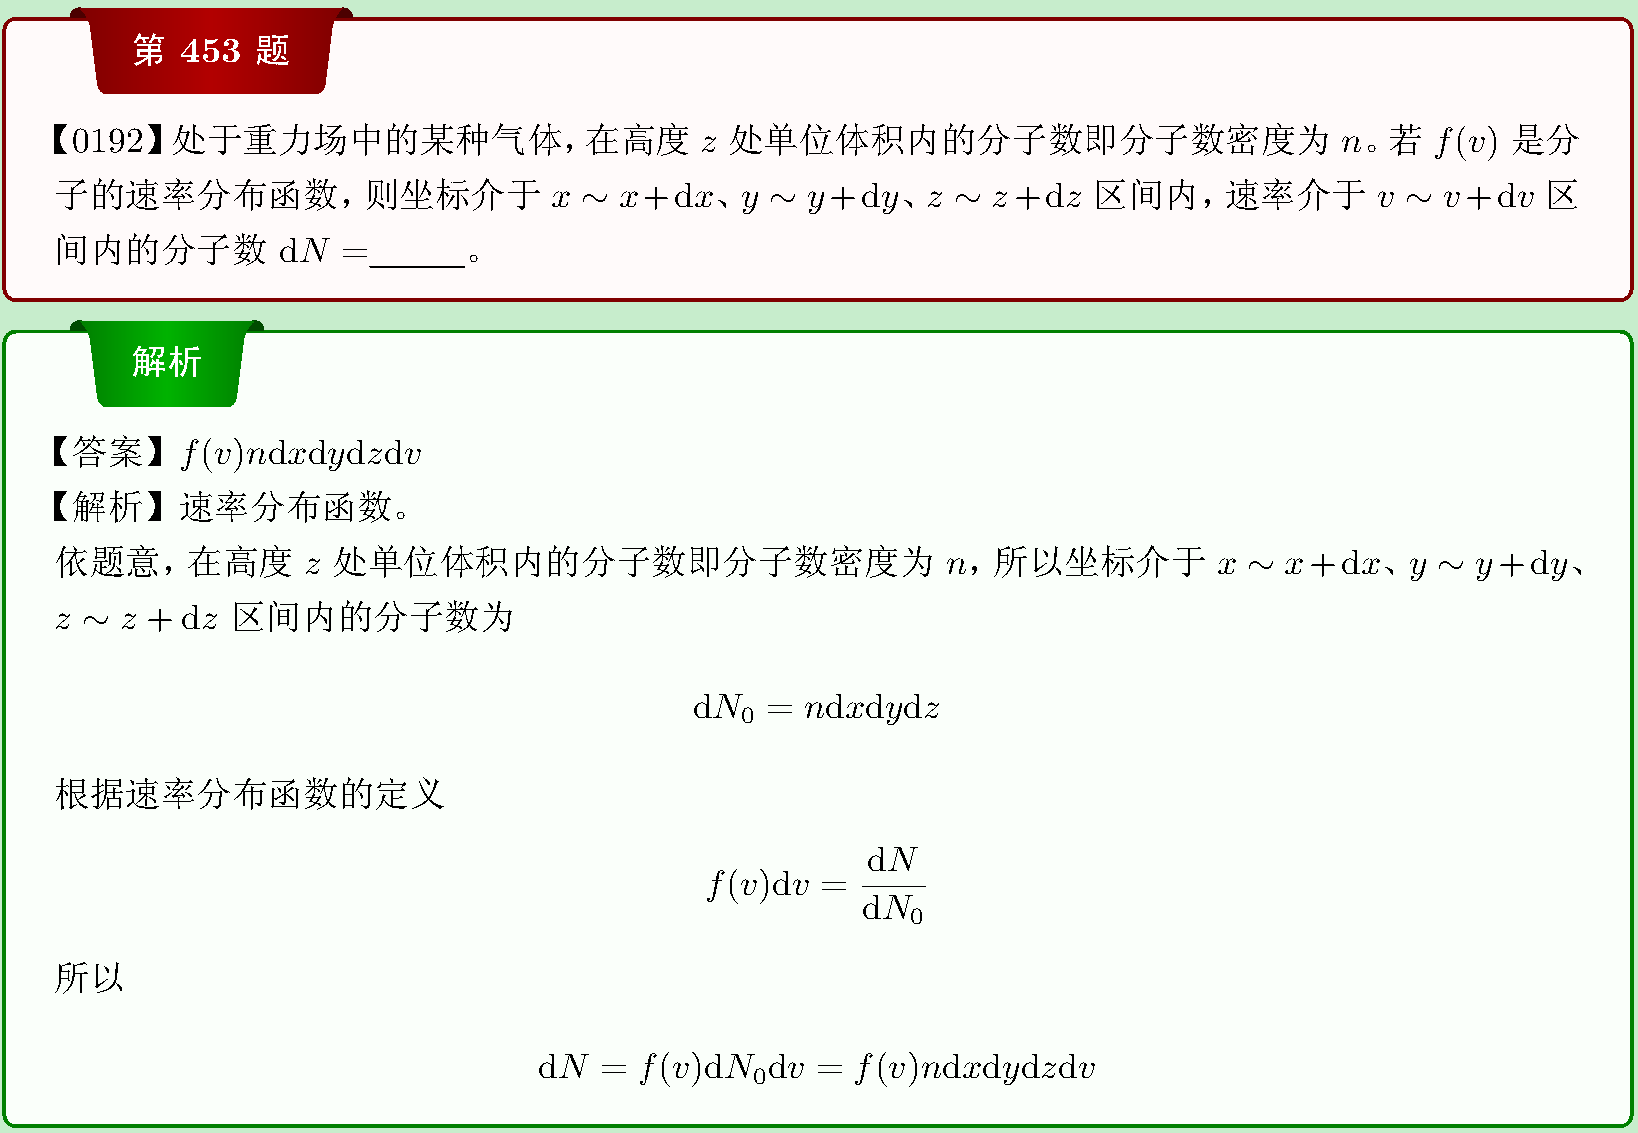 第 453 题
【0192】处于重力场中的某种气体，在高度 z 处单位体积内的分子数即分子数密度为 n。若 f(v) 是分
子的速率分布函数，则坐标介于 x ∼ x+dx、y ∼ y+dy、z ∼ z+dz 区间内，速率介于 v ∼ v+dv 区
间内的分子数 dN =_____。
解析
【答案】f(v)ndxdydzdv
【解析】速率分布函数。
依题意，在高度 z 处单位体积内的分子数即分子数密度为 n，所以坐标介于 x ∼ x+dx、y ∼ y+dy、
z ∼ z + dz 区间内的分子数为
dN₀ = ndxdydz
根据速率分布函数的定义
f(v)dv = dN/dN₀
所以
dN = f(v)dN₀dv = f(v)ndxdydzdv